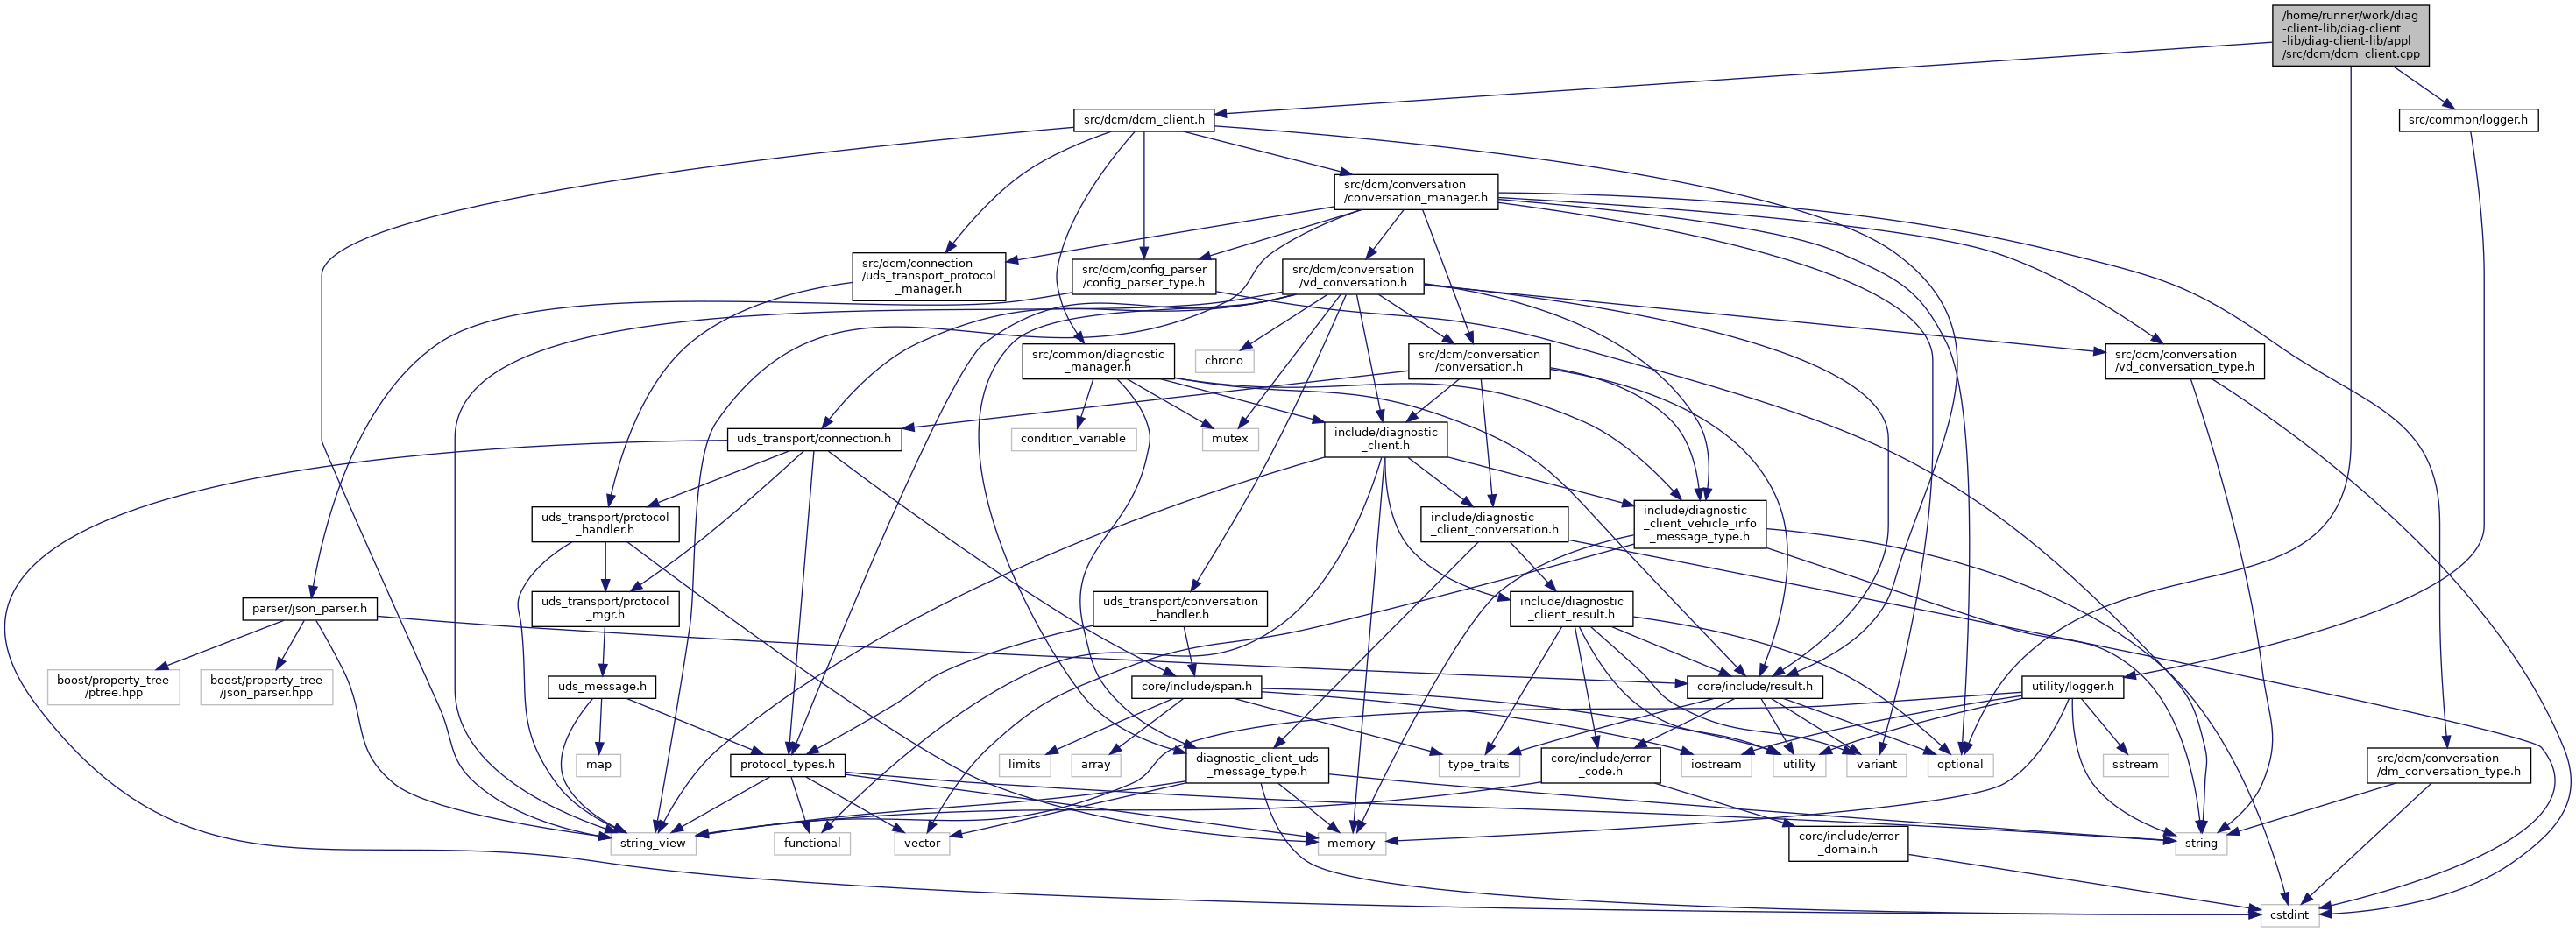 /home/runner/work/diag
-client-lib/diag-client
-lib/diag-client-lib/appl
/src/dcm/dcm_client.cpp
src/dcm/dcm_client.h
src/common/logger.h
src/dcm/conversation
/conversation_manager.h
src/dcm/connection
/uds_transport_protocol
_manager.h
src/dcm/config_parser
/config_parser_type.h
src/dcm/conversation
/vd_conversation.h
src/common/diagnostic
_manager.h
chrono
src/dcm/conversation
/conversation.h
src/dcm/conversation
/vd_conversation_type.h
uds_transport/connection.h
condition_variable
mutex
include/diagnostic
_client.h
uds_transport/protocol
_handler.h
include/diagnostic
_client_conversation.h
include/diagnostic
_client_vehicle_info
_message_type.h
parser/json_parser.h
uds_transport/protocol
_mgr.h
uds_transport/conversation
_handler.h
include/diagnostic
_client_result.h
boost/property_tree
/ptree.hpp
boost/property_tree
/json_parser.hpp
uds_message.h
core/include/span.h
core/include/result.h
utility/logger.h
map
protocol_types.h
limits
array
diagnostic_client_uds
_message_type.h
type_traits
core/include/error
_code.h
iostream
utility
variant
optional
sstream
src/dcm/conversation
/dm_conversation_type.h
string_view
functional
vector
memory
core/include/error
_domain.h
string
cstdint